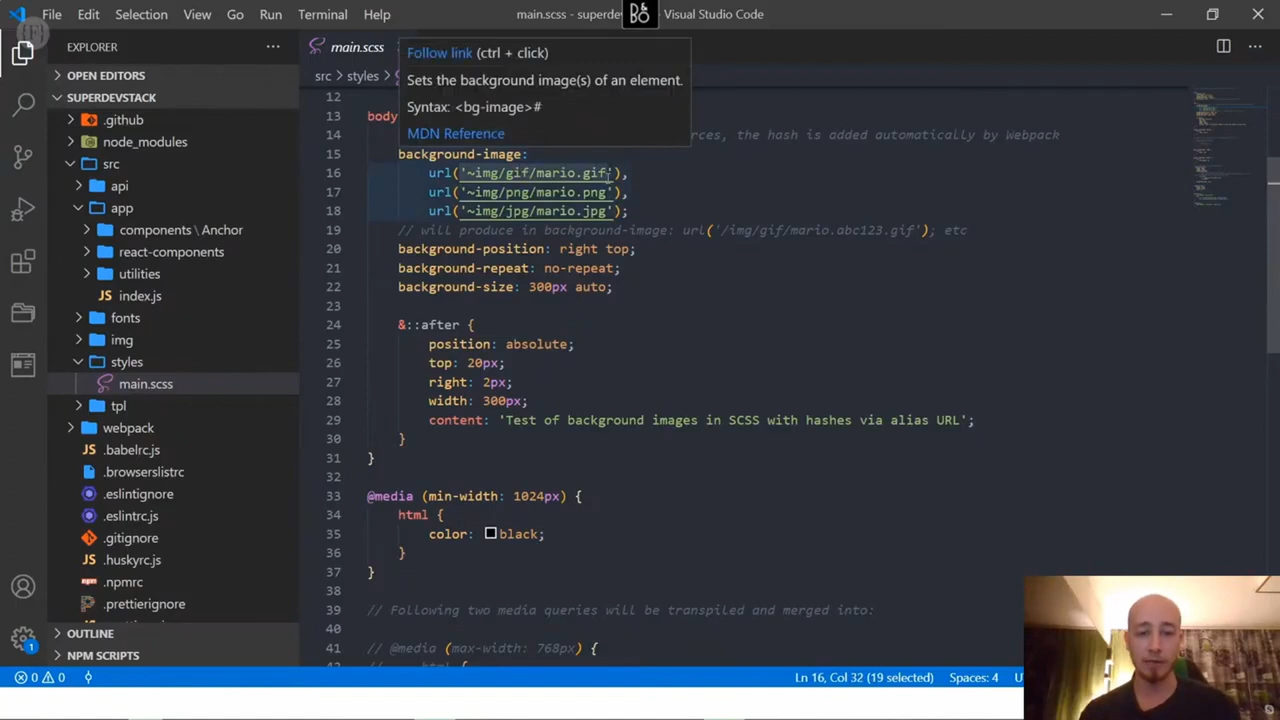 File Edit Selection View Go Run Terminal Help
main.scss - superdev
B&O
Visual Studio Code
EXPLORER
OPEN EDITORS
SUPERDEVSTACK
.github
node_modules
src
api
app
components \ Anchor
react-components
utilities
index.js
fonts
img
styles
main.scss
tpl
webpack
.babelrc.js
.browserslistrc
.eslintignore
.eslintrc.js
.gitignore
.huskyrc.js
.npmrc
.prettierignore
OUTLINE
NPM SCRIPTS
main.scss
src > styles >
Follow link (ctrl + click)
Sets the background image(s) of an element.
Syntax: <bg-image>#
MDN Reference
12
13 body
14 rces, the hash is added automatically by Webpack
15 background-image:
16 url('~img/gif/mario.gif'),
17 url('~img/png/mario.png'),
18 url('~img/jpg/mario.jpg');
19 // will produce in background-image: url('/img/gif/mario.abc123.gif'); etc
20 background-position: right top;
21 background-repeat: no-repeat;
22 background-size: 300px auto;
23
24 &::after {
25 position: absolute;
26 top: 20px;
27 right: 2px;
28 width: 300px;
29 content: 'Test of background images in SCSS with hashes via alias URL';
30 }
31 }
32
33 @media (min-width: 1024px) {
34 html {
35 color: black;
36 }
37 }
38
39 // Following two media queries will be transpiled and merged into:
40
41 // @media (max-width: 768px) {
42 // html {
0 0 Ln 16, Col 32 (19 selected) Spaces: 4 U
1